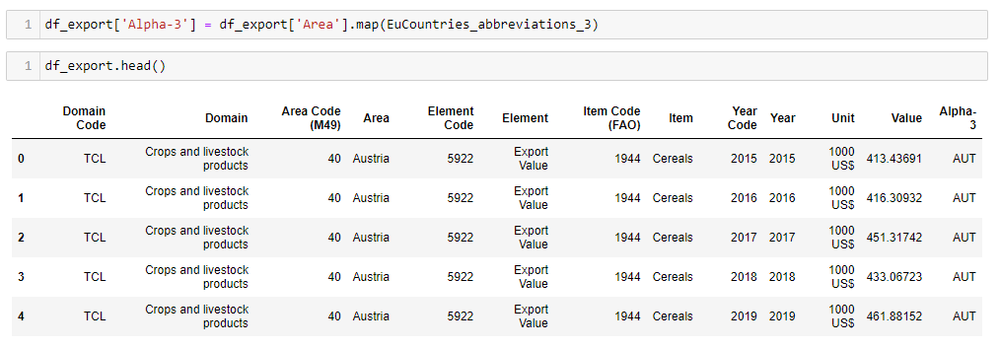 1 df_export['Alpha-3'] = df_export['Area'].map(EuCountries_abbreviations_3)
1 df_export.head()
Domain Code Domain Area Code (M49) Area Element Code Element Item Code (FAO) Item Year Code Year Unit Value Alpha-3
0 TCL Crops and livestock products 40 Austria 5922 Export Value 1944 Cereals 2015 2015 1000 US$ 413.43691 AUT
1 TCL Crops and livestock products 40 Austria 5922 Export Value 1944 Cereals 2016 2016 1000 US$ 416.30932 AUT
2 TCL Crops and livestock products 40 Austria 5922 Export Value 1944 Cereals 2017 2017 1000 US$ 451.31742 AUT
3 TCL Crops and livestock products 40 Austria 5922 Export Value 1944 Cereals 2018 2018 1000 US$ 433.06723 AUT
4 TCL Crops and livestock products 40 Austria 5922 Export Value 1944 Cereals 2019 2019 1000 US$ 461.88152 AUT